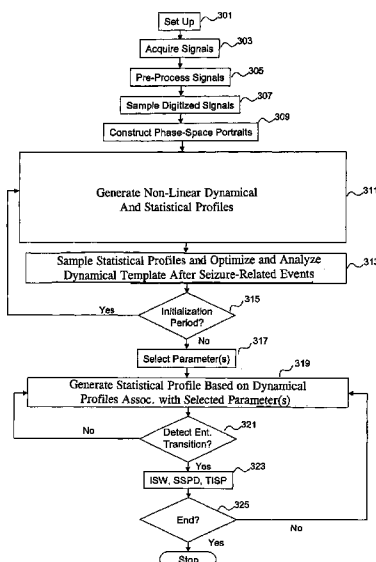 Set Up
301
Acquire Signals
303
Pre-Process Signals
305
Sample Digitized Signals
307
Construct Phase-Space Portraits
309
Generate Non-Linear Dynamical
And Statistical Profiles
311
Sample Statistical Profiles and Optimize and Analyze
Dynamical Template After Seizure-Related Events
313
315
Yes
Initialization
Period?
No
317
Select Parameter(s)
319
Generate Statistical Profile Based on Dynamical
Profiles Assoc. with Selected Parameter(s)
No
321
Detect Ent.
Transition?
Yes
323
ISW, SSPD, TISP
325
End?
No
Yes
Stop